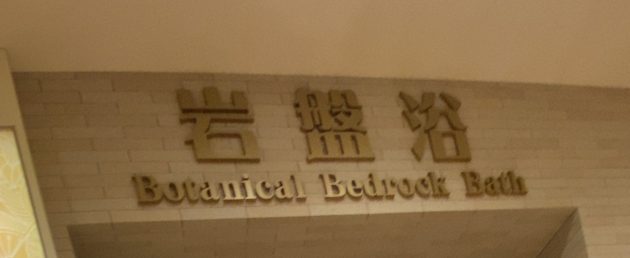 岩盤浴
Botanical Bedrock Bath